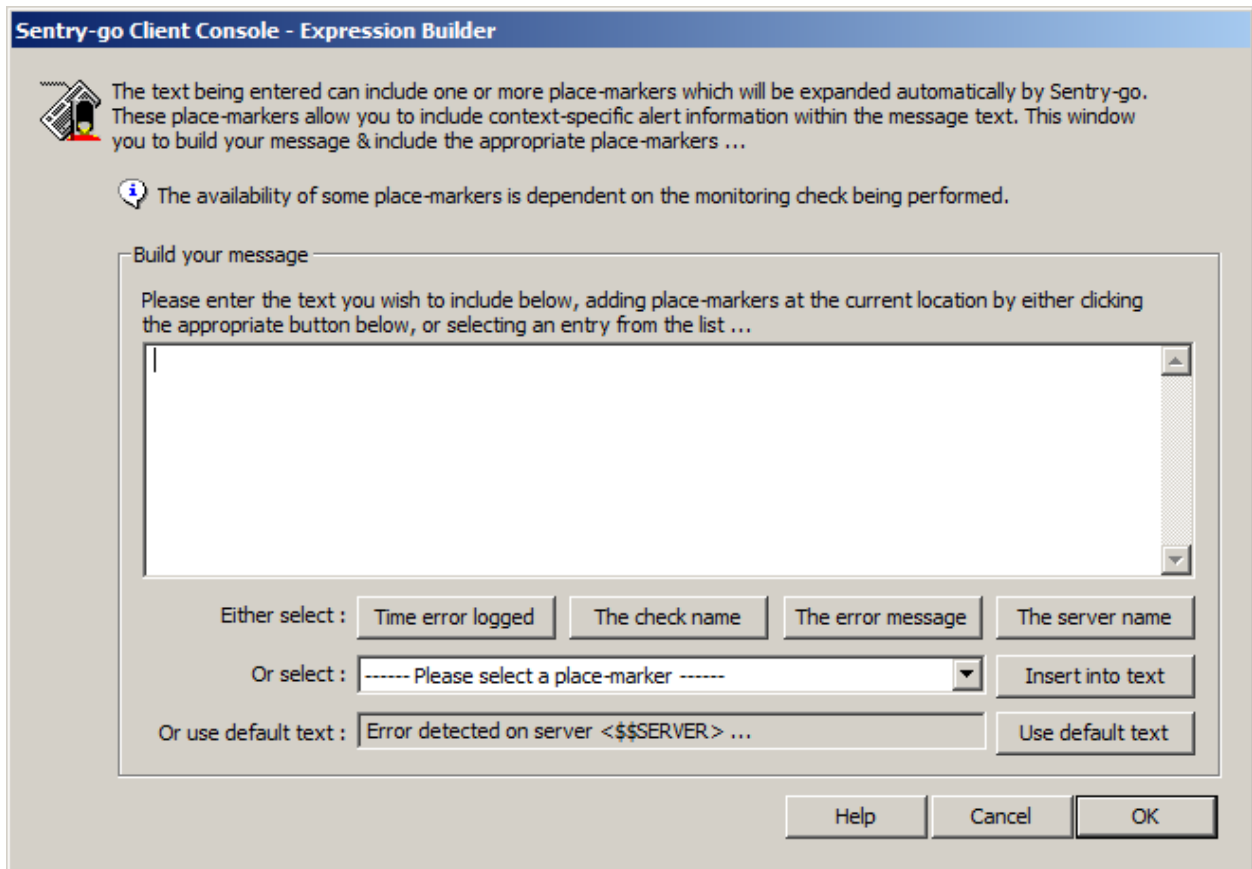 Sentry-go Client Console - Expression Builder
The text being entered can include one or more place-markers which will be expanded automatically by Sentry-go.
These place-markers allow you to include context-specific alert information within the message text. This window
you to build your message & include the appropriate place-markers ...
The availability of some place-markers is dependent on the monitoring check being performed.
Build your message
Please enter the text you wish to include below, adding place-markers at the current location by either clicking
the appropriate button below, or selecting an entry from the list ...
Either select : Time error logged The check name The error message The server name
Or select : ------ Please select a place-marker ------ Insert into text
Or use default text : Error detected on server <$$SERVER> ... Use default text
Help Cancel OK